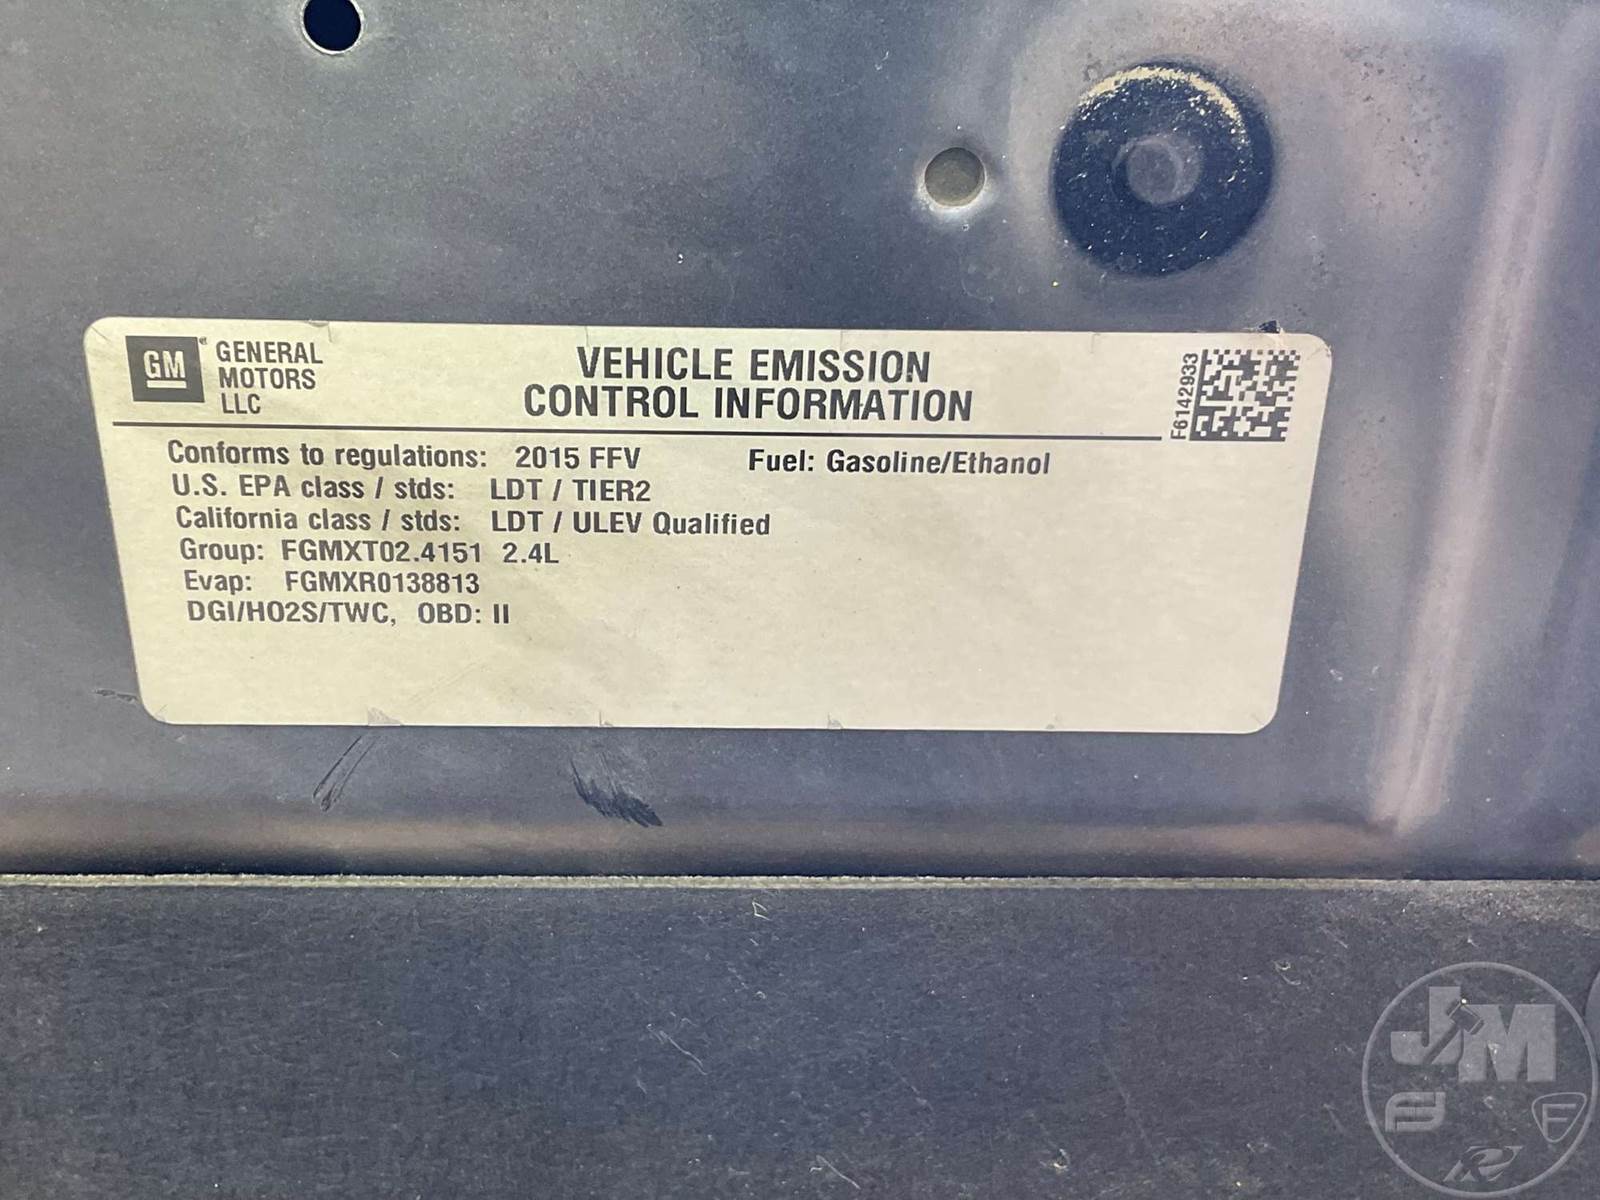 GM
GENERAL
MOTORS
LLC
VEHICLE EMISSION
CONTROL INFORMATION
F6142933
Conforms to regulations: 2015 FFV
Fuel: Gasoline/Ethanol
U.S. EPA class / stds: LDT / TIER2
California class / stds: LDT / ULEV Qualified
Group: FGMXT02.4151 2.4L
Evap: FGMXR0138813
DGI/HO2S/TWC, OBD: II
JM
F